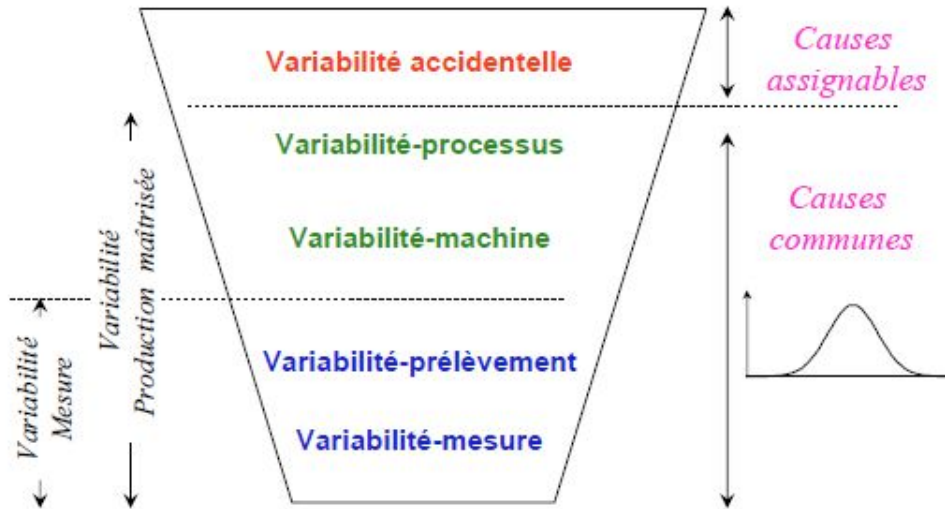 Variabilité accidentelle
Causes
assignables
Variabilité-processus
Variabilité-machine
Causes
communes
Variabilité
Production maîtrisée
Variabilité-prélèvement
Variabilité-mesure
Variabilité
Mesure